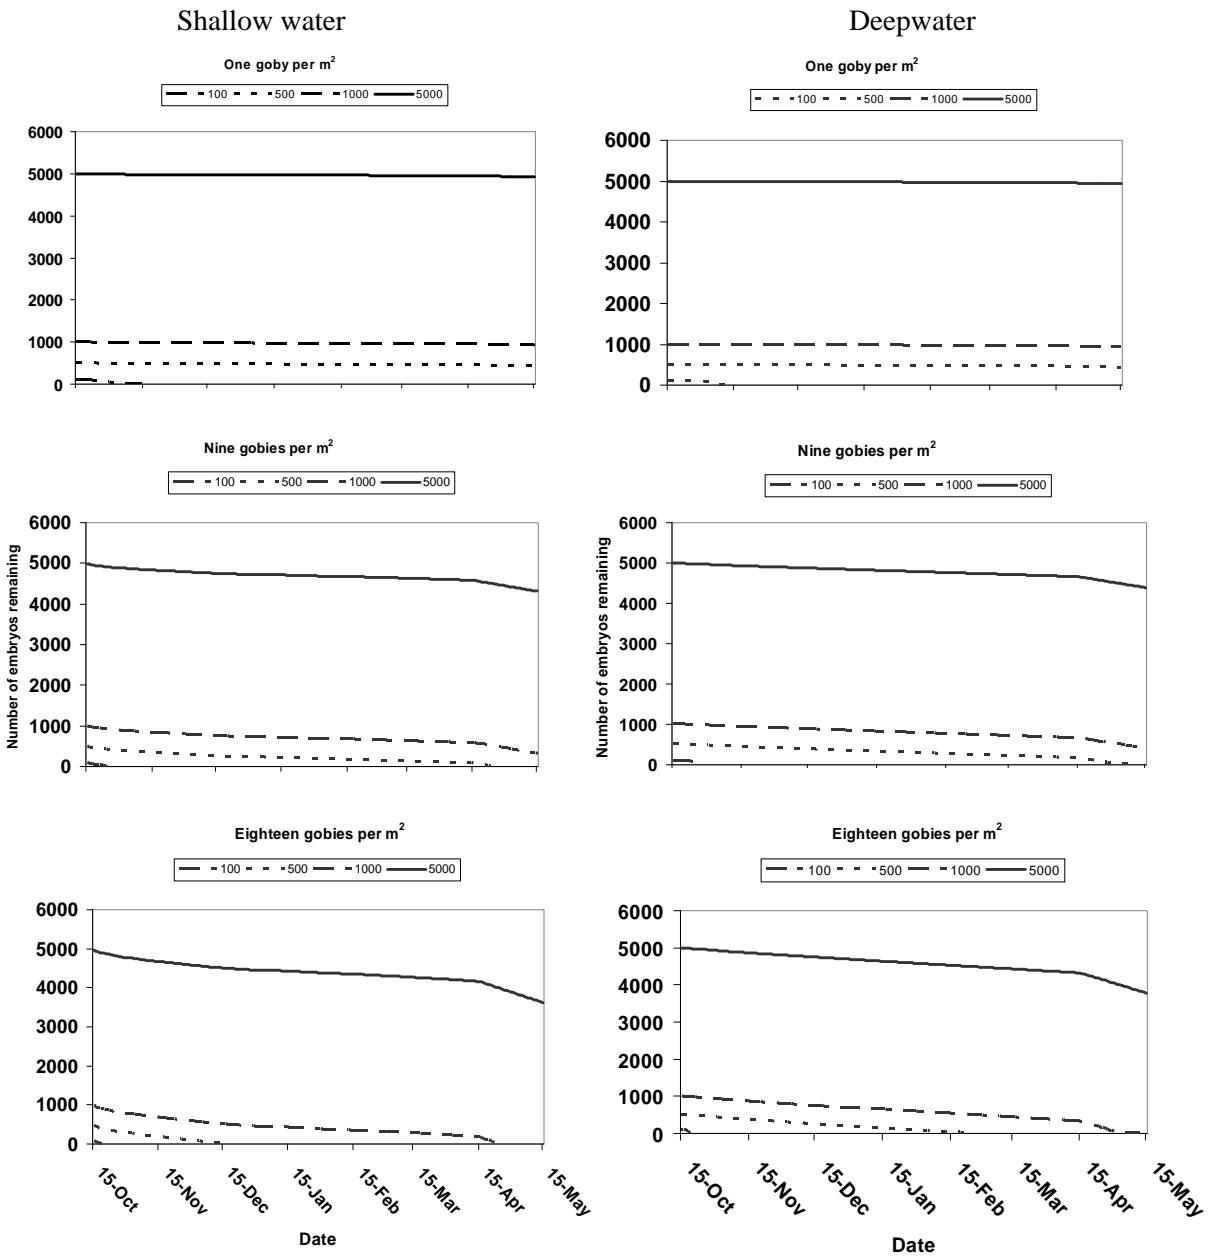 Shallow water
Deepwater
One goby per m²
100 500 1000 5000
6000
5000
4000
3000
2000
1000
0
One goby per m²
100 500 1000 5000
6000
5000
4000
3000
2000
1000
0
Nine gobies per m²
100 500 1000 5000
Number of embryos remaining
6000
5000
4000
3000
2000
1000
0
Nine gobies per m²
100 500 1000 5000
Number of embryos remaining
6000
5000
4000
3000
2000
1000
0
Eighteen gobies per m²
100 500 1000 5000
6000
5000
4000
3000
2000
1000
0
15-Oct 15-Nov 15-Dec 15-Jan 15-Feb 15-Mar 15-Apr 15-May
Date
Eighteen gobies per m²
100 500 1000 5000
6000
5000
4000
3000
2000
1000
0
15-Oct 15-Nov 15-Dec 15-Jan 15-Feb 15-Mar 15-Apr 15-May
Date